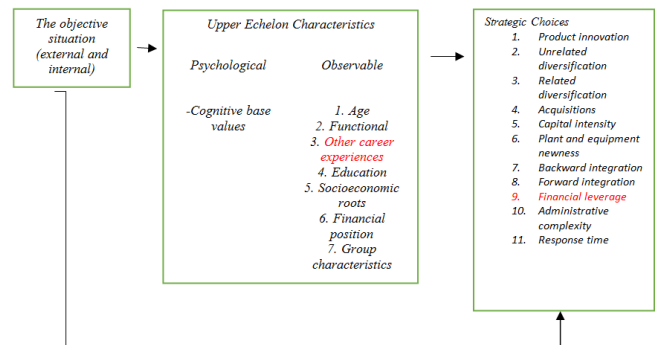 The objective
situation
(external and
internal)
Upper Echelon Characteristics
Psychological
Observable
-Cognitive base
values
1. Age
2. Functional
3. Other career
experiences
4. Education
5. Socioeconomic
roots
6. Financial
position
7. Group
characteristics
Strategic Choices
1. Product innovation
2. Unrelated
diversification
3. Related
diversification
4. Acquisitions
5. Capital intensity
6. Plant and equipment
newness
7. Backward integration
8. Forward integration
9. Financial leverage
10. Administrative
complexity
11. Response time